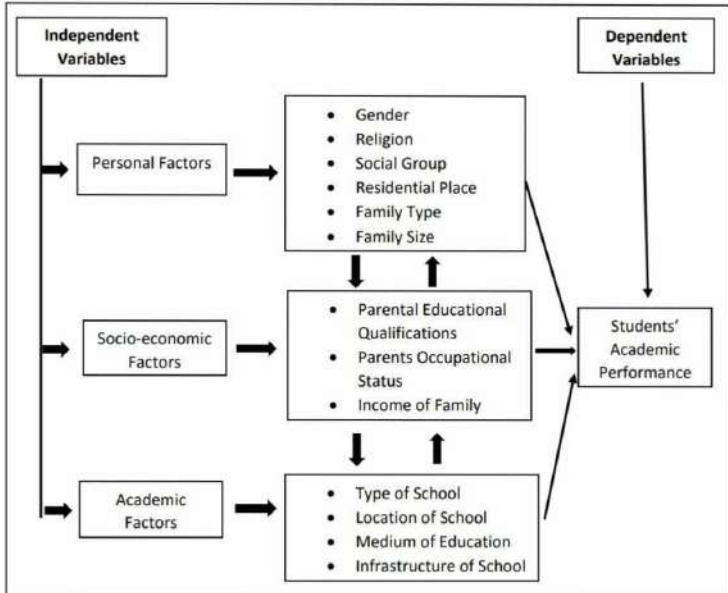 Independent
Variables
Dependent
Variables
Personal Factors
• Gender
• Religion
• Social Group
• Residential Place
• Family Type
• Family Size
Socio-economic
Factors
• Parental Educational
Qualifications
• Parents Occupational
Status
• Income of Family
Students'
Academic
Performance
Academic
Factors
• Type of School
• Location of School
• Medium of Education
• Infrastructure of School